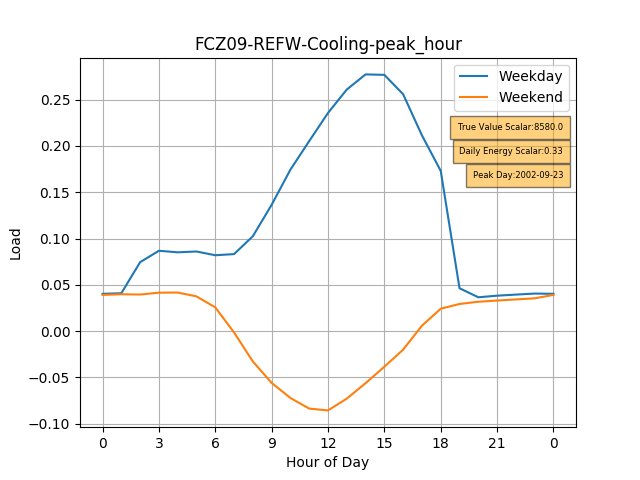 FCZ09-REFW-Cooling-peak_hour
Weekday
Weekend
True Value Scalar:8580.0
Daily Energy Scalar:0.33
Peak Day:2002-09-23
Load
0.25
0.20
0.15
0.10
0.05
0.00
−0.05
−0.10
0 3 6 9 12 15 18 21 0
Hour of Day